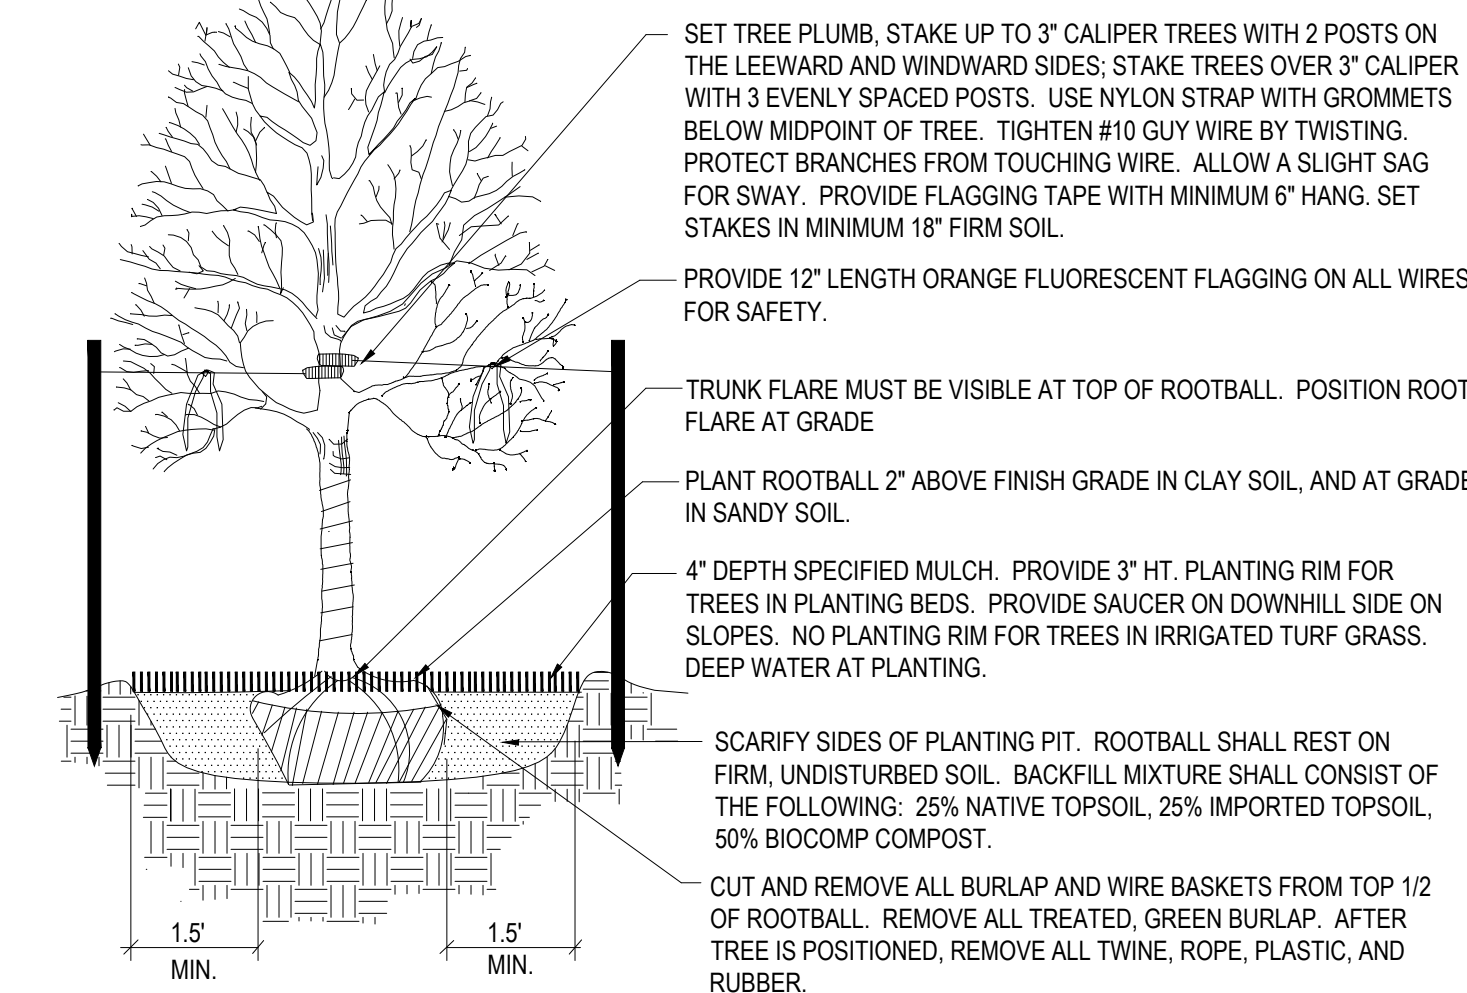 SET TREE PLUMB, STAKE UP TO 3" CALIPER TREES WITH 2 POSTS ON
THE LEEWARD AND WINDWARD SIDES; STAKE TREES OVER 3" CALIPER
WITH 3 EVENLY SPACED POSTS. USE NYLON STRAP WITH GROMMETS
BELOW MIDPOINT OF TREE. TIGHTEN #10 GUY WIRE BY TWISTING.
PROTECT BRANCHES FROM TOUCHING WIRE. ALLOW A SLIGHT SAG
FOR SWAY. PROVIDE FLAGGING TAPE WITH MINIMUM 6" HANG. SET
STAKES IN MINIMUM 18" FIRM SOIL.
PROVIDE 12" LENGTH ORANGE FLUORESCENT FLAGGING ON ALL WIRES
FOR SAFETY.
TRUNK FLARE MUST BE VISIBLE AT TOP OF ROOTBALL. POSITION ROOT
FLARE AT GRADE
PLANT ROOTBALL 2" ABOVE FINISH GRADE IN CLAY SOIL, AND AT GRADE
IN SANDY SOIL.
4" DEPTH SPECIFIED MULCH. PROVIDE 3" HT. PLANTING RIM FOR
TREES IN PLANTING BEDS. PROVIDE SAUCER ON DOWNHILL SIDE ON
SLOPES. NO PLANTING RIM FOR TREES IN IRRIGATED TURF GRASS.
DEEP WATER AT PLANTING.
SCARIFY SIDES OF PLANTING PIT. ROOTBALL SHALL REST ON
FIRM, UNDISTURBED SOIL. BACKFILL MIXTURE SHALL CONSIST OF
THE FOLLOWING: 25% NATIVE TOPSOIL, 25% IMPORTED TOPSOIL,
50% BIOCOMP COMPOST.
CUT AND REMOVE ALL BURLAP AND WIRE BASKETS FROM TOP 1/2
OF ROOTBALL. REMOVE ALL TREATED, GREEN BURLAP. AFTER
TREE IS POSITIONED, REMOVE ALL TWINE, ROPE, PLASTIC, AND
RUBBER.
1.5'
MIN.
1.5'
MIN.